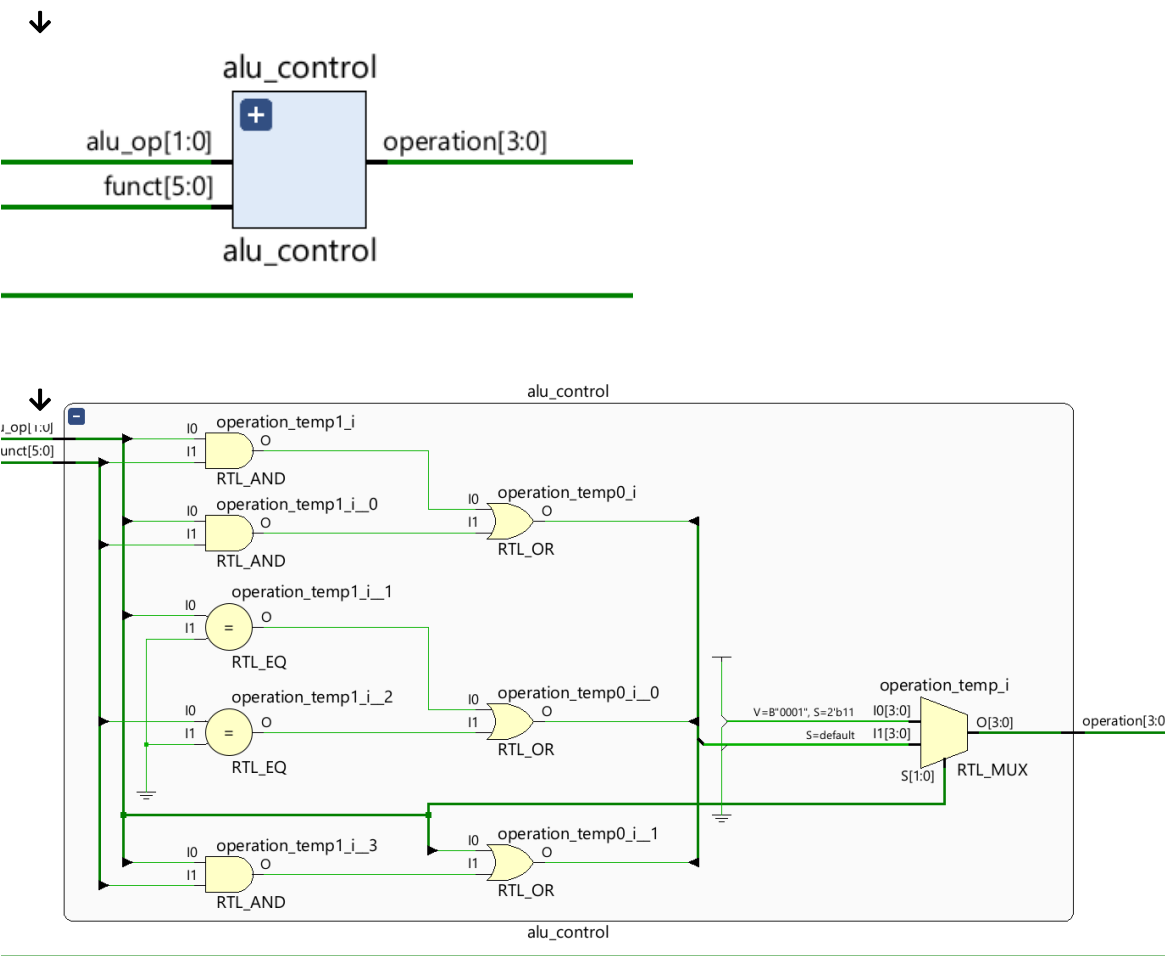 alu_control
+
alu_op[1:0] operation[3:0]
funct[5:0]
alu_control
alu_control
-
operation_temp1_i
I0 O
I1
RTL_AND
unct[5:0]
operation_temp0_i
I0 O
I1
RTL_OR
operation_temp1_i__0
I0 O
I1
RTL_AND
operation_temp1_i__1
I0 O
I1 =
RTL_EQ
operation_temp1_i__2
I0 O
I1 =
RTL_EQ
operation_temp0_i__0
I0 O
I1
RTL_OR
operation_temp_i
V=B"0001", S=2'b11 I0[3:0] O[3:0] operation[3:0
S=default I1[3:0]
S[1:0] RTL_MUX
operation_temp0_i__1
I0 O
I1
RTL_OR
operation_temp1_i__3
I0 O
I1
RTL_AND
alu_control